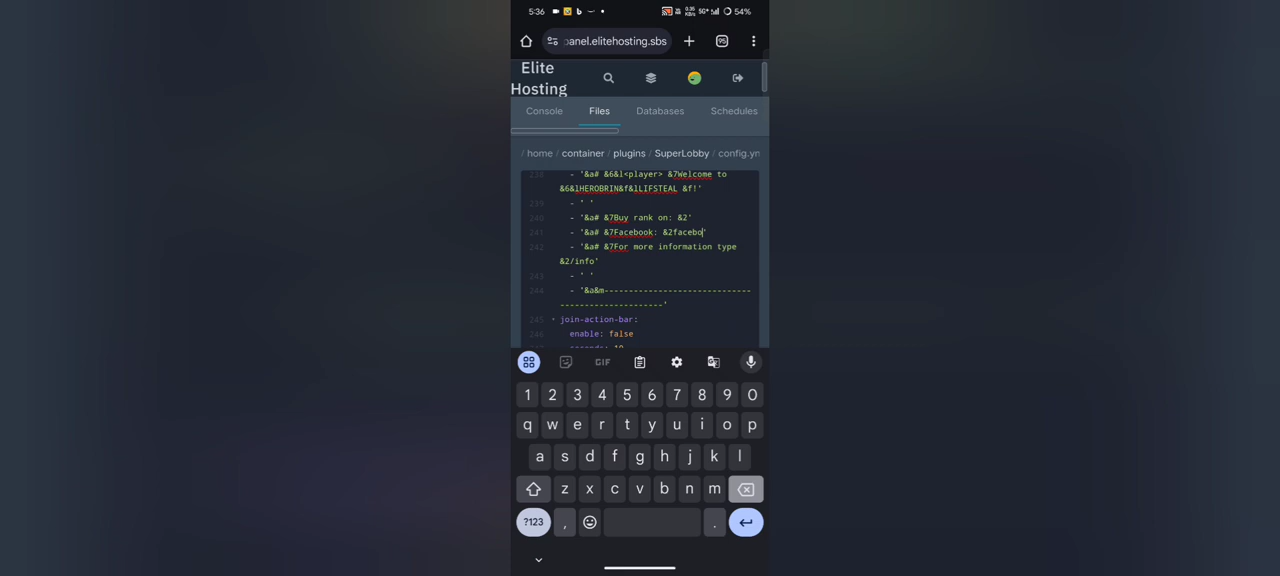 5:36 54%
panel.elitehosting.sbs 95
Elite
Hosting
Console Files Databases Schedules
/ home / container / plugins / SuperLobby / config.ym
238 - '&a# &6&l<player> &7Welcome to
&6&lHEROBRIN&f&lLIFSTEAL &f!'
239 - ' '
240 - '&a# &7Buy rank on: &2'
241 - '&a# &7Facebook: &2facebo'
242 - '&a# &7For more information type
&2/info'
243 - ' '
244 - '&a&m------------------------------
---------------------'
245 join-action-bar:
246 enable: false
GIF
1 2 3 4 5 6 7 8 9 0
q w e r t y u i o p
a s d f g h j k l
z x c v b n m
?123 , .